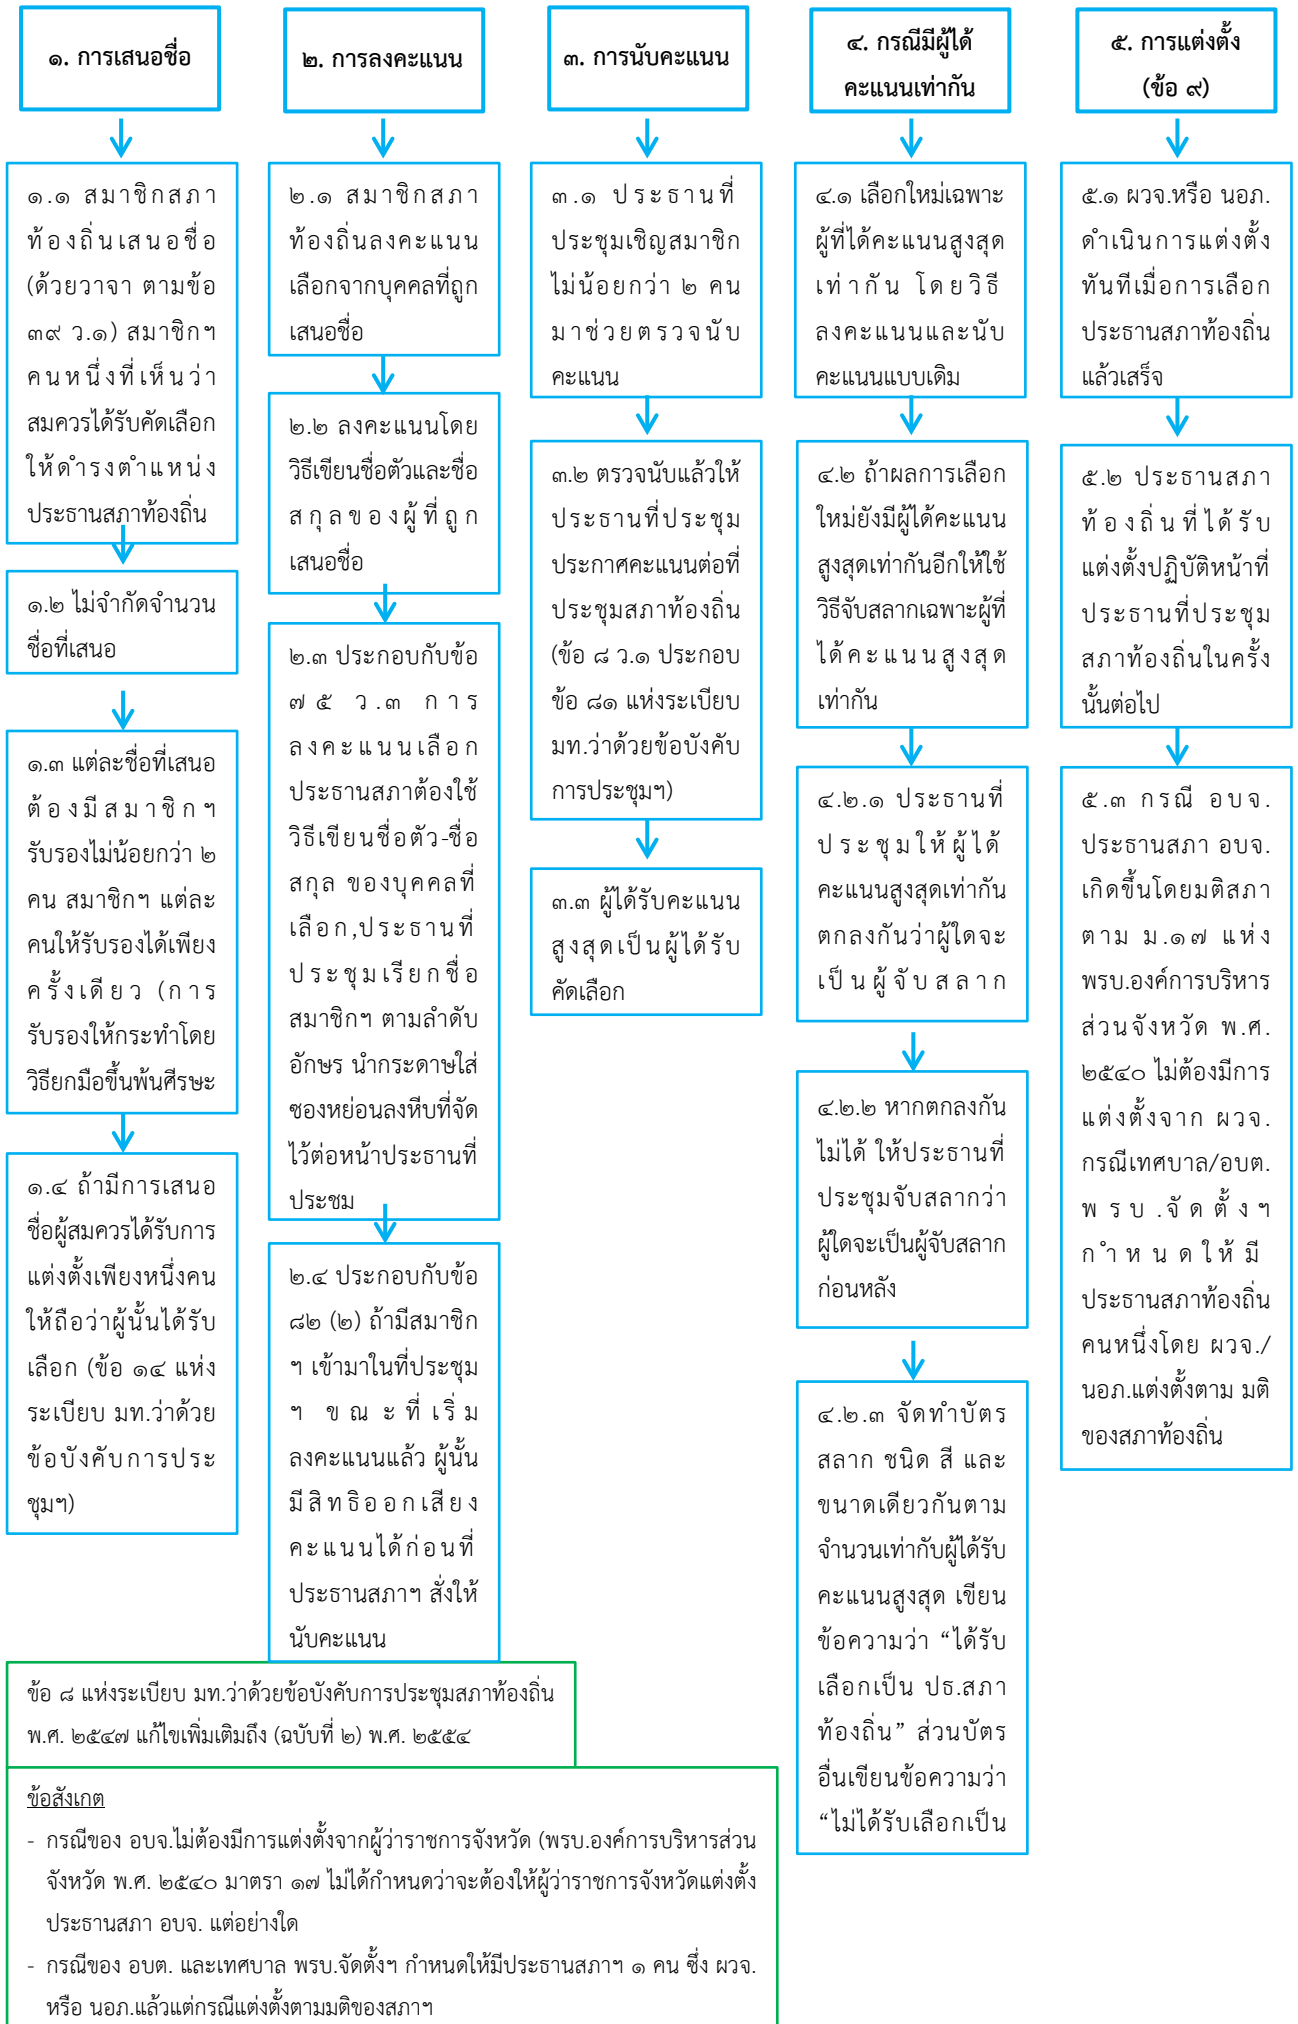 ๑. การเสนอชื่อ
๑.๑ สมาชิกสภา
ท้องถิ่นเสนอชื่อ
(ด้วยวาจา ตามข้อ
๓๙ ว.๑) สมาชิกฯ
คนหนึ่งที่เห็นว่า
สมควรได้รับคัดเลือก
ให้ดำรงตำแหน่ง
ประธานสภาท้องถิ่น
๑.๒ ไม่จำกัดจำนวน
ชื่อที่เสนอ
๑.๓ แต่ละชื่อที่เสนอ
ต้องมีสมาชิกฯ
รับรองไม่น้อยกว่า ๒
คน สมาชิกฯ แต่ละ
คนให้รับรองได้เพียง
ครั้งเดียว (การ
รับรองให้กระทำโดย
วิธียกมือขึ้นพ้นศีรษะ
๑.๔ ถ้ามีการเสนอ
ชื่อผู้สมควรได้รับการ
แต่งตั้งเพียงหนึ่งคน
ให้ถือว่าผู้นั้นได้รับ
เลือก (ข้อ ๑๔ แห่ง
ระเบียบ มท.ว่าด้วย
ข้อบังคับการประ
ชุมฯ)
๒. การลงคะแนน
๒.๑ สมาชิกสภา
ท้องถิ่นลงคะแนน
เลือกจากบุคคลที่ถูก
เสนอชื่อ
๒.๒ ลงคะแนนโดย
วิธีเขียนชื่อตัวและชื่อ
สกุลของผู้ที่ถูก
เสนอชื่อ
๒.๓ ประกอบกับข้อ
๗๕ ว.๓ การ
ลงคะแนนเลือก
ประธานสภาต้องใช้
วิธีเขียนชื่อตัว-ชื่อ
สกุล ของบุคคลที่
เลือก,ประธานที่
ประชุมเรียกชื่อ
สมาชิกฯ ตามลำดับ
อักษร นำกระดาษใส่
ซองหย่อนลงหีบที่จัด
ไว้ต่อหน้าประธานที่
ประชม
๒.๔ ประกอบกับข้อ
๘๒ (๒) ถ้ามีสมาชิก
ฯ เข้ามาในที่ประชุม
ฯ ขณะที่เริ่ม
ลงคะแนนแล้ว ผู้นั้น
มีสิทธิออกเสียง
คะแนนได้ก่อนที่
ประธานสภาฯ สั่งให้
นับคะแนน
๓. การนับคะแนน
๓.๑ ประธานที่
ประชุมเชิญสมาชิก
ไม่น้อยกว่า ๒ คน
มาช่วยตรวจนับ
คะแนน
๓.๒ ตรวจนับแล้วให้
ประธานที่ประชุม
ประกาศคะแนนต่อที่
ประชุมสภาท้องถิ่น
(ข้อ ๘ ว.๑ ประกอบ
ข้อ ๘๑ แห่งระเบียบ
มท.ว่าด้วยข้อบังคับ
การประชุมฯ)
๓.๓ ผู้ได้รับคะแนน
สูงสุดเป็นผู้ได้รับ
คัดเลือก
๔. กรณีมีผู้ได้
คะแนนเท่ากัน
๔.๑ เลือกใหม่เฉพาะ
ผู้ที่ได้คะแนนสูงสุด
เท่ากัน โดยวิธี
ลงคะแนนและนับ
คะแนนแบบเดิม
๔.๒ ถ้าผลการเลือก
ใหม่ยังมีผู้ได้คะแนน
สูงสุดเท่ากันอีกให้ใช้
วิธีจับสลากเฉพาะผู้ที่
ได้คะแนนสูงสุด
เท่ากัน
๔.๒.๑ ประธานที่
ประชุมให้ผู้ได้
คะแนนสูงสุดเท่ากัน
ตกลงกันว่าผู้ใดจะ
เป็นผู้จับสลาก
๔.๒.๒ หากตกลงกัน
ไม่ได้ ให้ประธานที่
ประชุมจับสลากว่า
ผู้ใดจะเป็นผู้จับสลาก
ก่อนหลัง
๔.๒.๓ จัดทำบัตร
สลาก ชนิด สี และ
ขนาดเดียวกันตาม
จำนวนเท่ากับผู้ได้รับ
คะแนนสูงสุด เขียน
ข้อความว่า “ได้รับ
เลือกเป็น ปธ.สภา
ท้องถิ่น” ส่วนบัตร
อื่นเขียนข้อความว่า
“ไม่ได้รับเลือกเป็น
๕. การแต่งตั้ง
(ข้อ ๙)
๕.๑ ผวจ.หรือ นอภ.
ดำเนินการแต่งตั้ง
ทันทีเมื่อการเลือก
ประธานสภาท้องถิ่น
แล้วเสร็จ
๕.๒ ประธานสภา
ท้องถิ่นที่ได้รับ
แต่งตั้งปฏิบัติหน้าที่
ประธานที่ประชุม
สภาท้องถิ่นในครั้ง
นั้นต่อไป
๕.๓ กรณี อบจ.
ประธานสภา อบจ.
เกิดขึ้นโดยมติสภา
ตาม ม.๑๗ แห่ง
พรบ.องค์การบริหาร
ส่วนจังหวัด พ.ศ.
๒๕๔๐ ไม่ต้องมีการ
แต่งตั้งจาก ผวจ.
กรณีเทศบาล/อบต.
พรบ.จัดตั้งฯ
กำหนดให้มี
ประธานสภาท้องถิ่น
คนหนึ่งโดย ผวจ./
นอภ.แต่งตั้งตาม มติ
ของสภาท้องถิ่น
ข้อ ๘ แห่งระเบียบ มท.ว่าด้วยข้อบังคับการประชุมสภาท้องถิ่น
พ.ศ. ๒๕๔๗ แก้ไขเพิ่มเติมถึง (ฉบับที่ ๒) พ.ศ. ๒๕๕๔
ข้อสังเกต
- กรณีของ อบจ.ไม่ต้องมีการแต่งตั้งจากผู้ว่าราชการจังหวัด (พรบ.องค์การบริหารส่วน
จังหวัด พ.ศ. ๒๕๔๐ มาตรา ๑๗ ไม่ได้กำหนดว่าจะต้องให้ผู้ว่าราชการจังหวัดแต่งตั้ง
ประธานสภา อบจ. แต่อย่างใด
- กรณีของ อบต. และเทศบาล พรบ.จัดตั้งฯ กำหนดให้มีประธานสภาฯ ๑ คน ซึ่ง ผวจ.
หรือ นอภ.แล้วแต่กรณีแต่งตั้งตามมติของสภาฯ